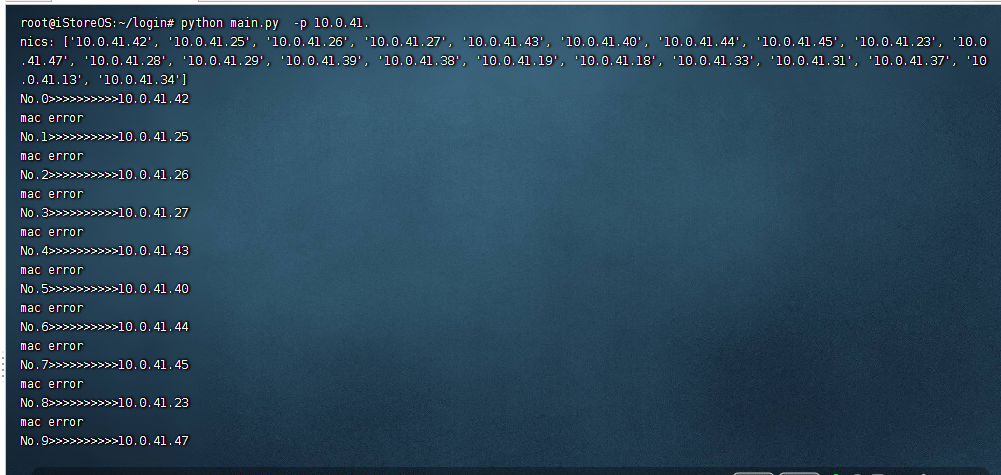 root@iStoreOS:~/login# python main.py  -p 10.0.41.
nics: ['10.0.41.42', '10.0.41.25', '10.0.41.26', '10.0.41.27', '10.0.41.43', '10.0.41.40', '10.0.41.44', '10.0.41.45', '10.0.41.23', '10.0
.41.47', '10.0.41.28', '10.0.41.29', '10.0.41.39', '10.0.41.38', '10.0.41.19', '10.0.41.18', '10.0.41.33', '10.0.41.31', '10.0.41.37', '10
.0.41.13', '10.0.41.34']
No.0>>>>>>>>>>10.0.41.42
mac error
No.1>>>>>>>>>>10.0.41.25
mac error
No.2>>>>>>>>>>10.0.41.26
mac error
No.3>>>>>>>>>>10.0.41.27
mac error
No.4>>>>>>>>>>10.0.41.43
mac error
No.5>>>>>>>>>>10.0.41.40
mac error
No.6>>>>>>>>>>10.0.41.44
mac error
No.7>>>>>>>>>>10.0.41.45
mac error
No.8>>>>>>>>>>10.0.41.23
mac error
No.9>>>>>>>>>>10.0.41.47